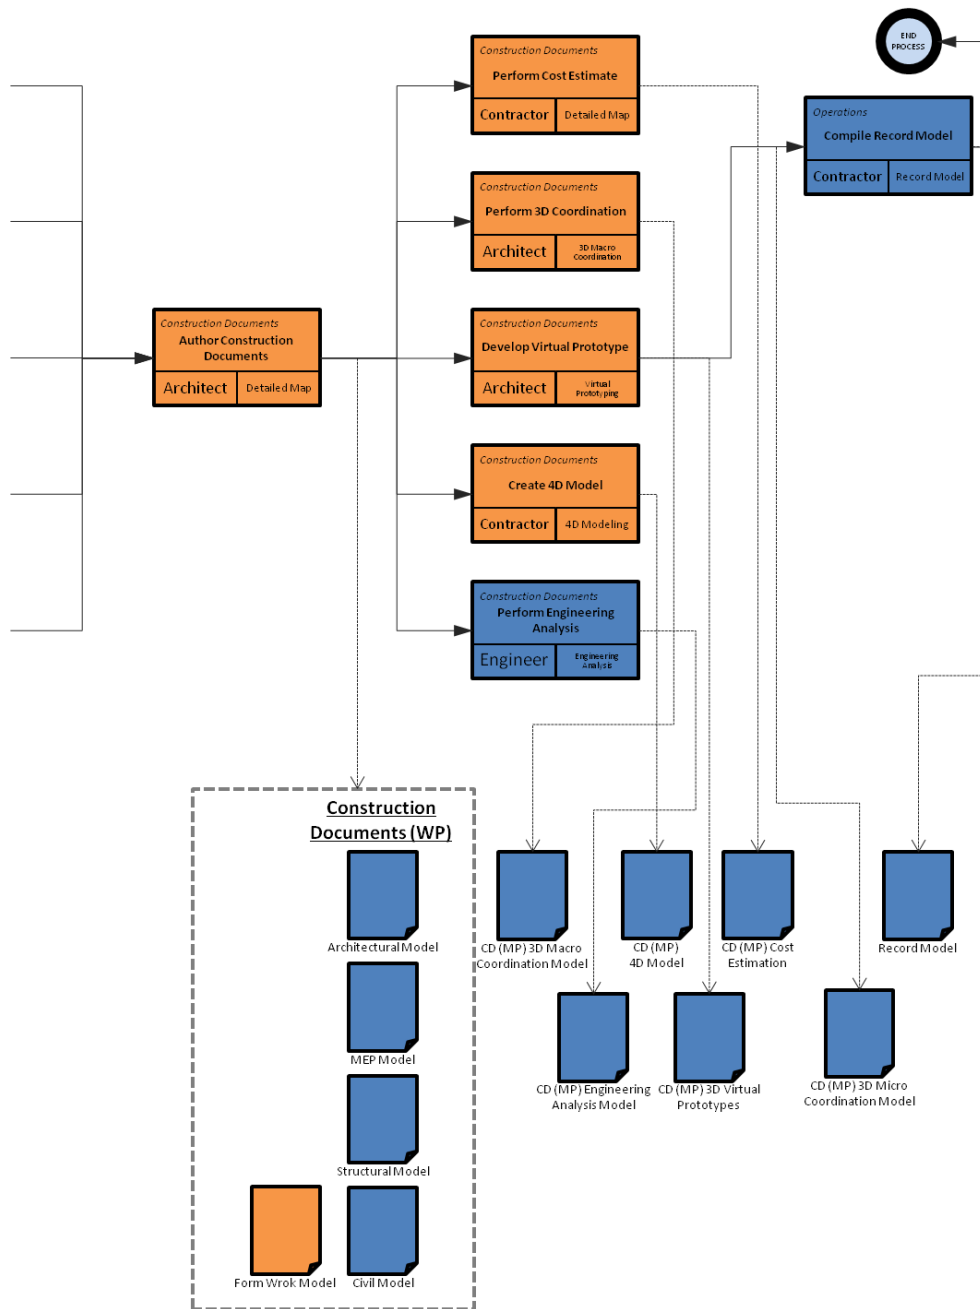 END
PROCESS
Construction Documents
Perform Cost Estimate
Contractor
Detailed Map
Operations
Compile Record Model
Contractor
Record Model
Construction Documents
Perform 3D Coordination
Architect
3D Macro
Coordination
Construction Documents
Author Construction
Documents
Architect
Detailed Map
Construction Documents
Develop Virtual Prototype
Architect
Virtual
Prototyping
Construction Documents
Create 4D Model
Contractor
4D Modeling
Construction Documents
Perform Engineering
Analysis
Engineer
Engineering
Analysis
Construction
Documents (WP)
Architectural Model
MEP Model
Structural Model
Form Wrok Model
Civil Model
CD (MP) 3D Macro
Coordination Model
CD (MP)
4D Model
CD (MP) Cost
Estimation
Record Model
CD (MP) Engineering
Analysis Model
CD (MP) 3D Virtual
Prototypes
CD (MP) 3D Micro
Coordination Model